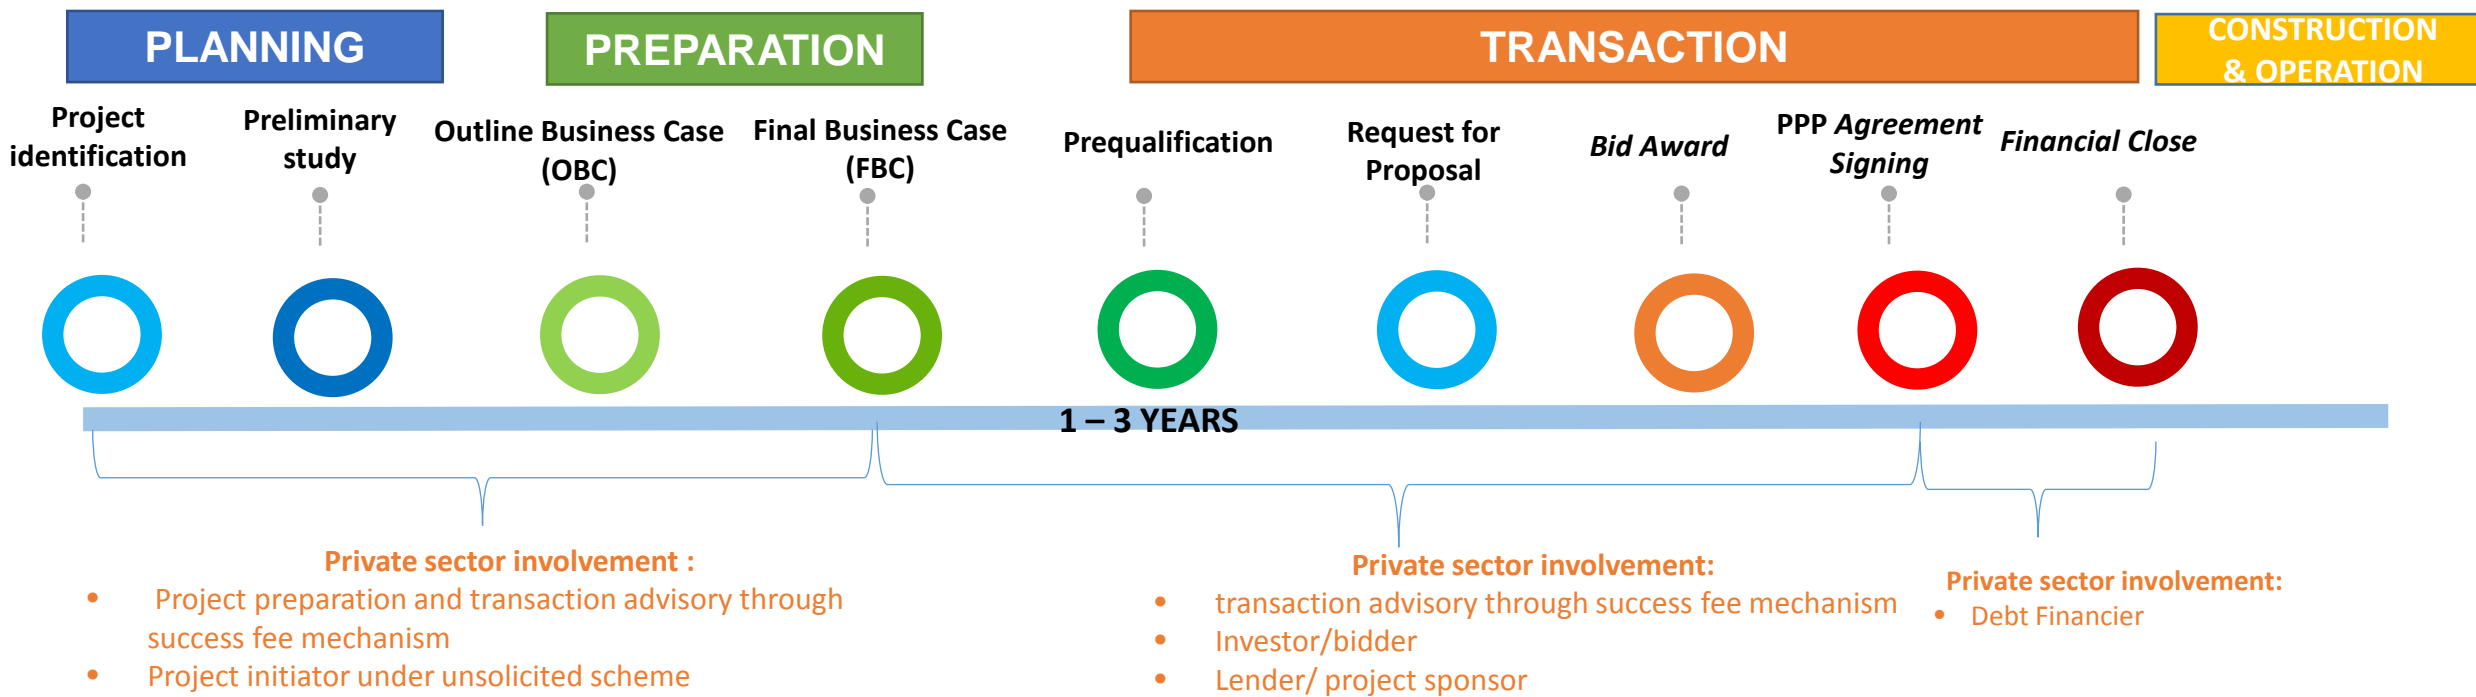 PLANNING
PREPARATION
TRANSACTION
CONSTRUCTION
& OPERATION
Project
identification
Preliminary
study
Outline Business Case
(OBC)
Final Business Case
(FBC)
Prequalification
Request for
Proposal
Bid Award
PPP Agreement
Signing
Financial Close
1 – 3 YEARS
Private sector involvement :
• Project preparation and transaction advisory through
success fee mechanism
• Project initiator under unsolicited scheme
Private sector involvement:
• transaction advisory through success fee mechanism
• Investor/bidder
• Lender/ project sponsor
Private sector involvement:
• Debt Financier